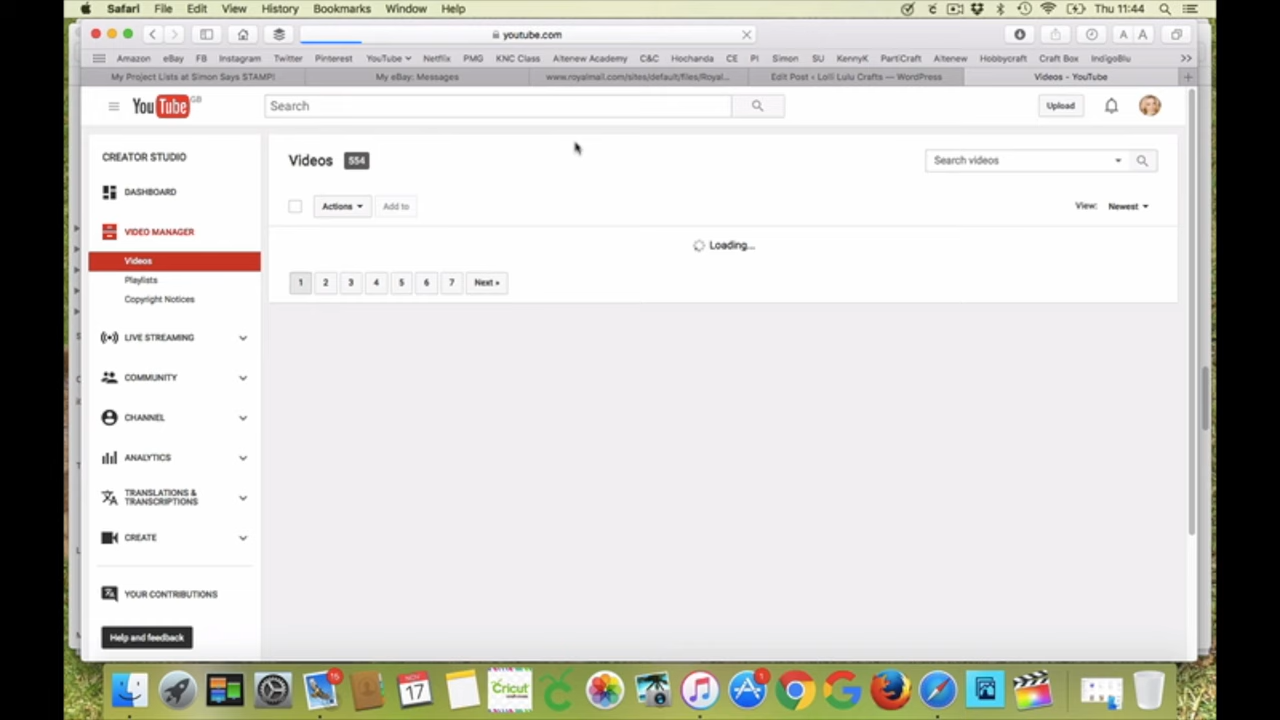 Safari File Edit View History Bookmarks Window Help Thu 11:44
youtube.com A A
Amazon eBay FB Instagram Twitter Pinterest YouTube Netflix PMG KNC Class Altenew Academy C&C Hochanda CE PI Simon SU KennyK PartiCraft Altenew Hobbycraft Craft Box IndigoBlu
My Project Lists at Simon Says STAMP! My eBay: Messages www.royalmail.com/sites/default/files/Royal... Edit Post ‹ Lolli Lulu Crafts — WordPress Videos - YouTube
YouTube GB Search Upload
CREATOR STUDIO
Videos 554 Search videos
DASHBOARD
Actions Add to View: Newest
VIDEO MANAGER
Loading...
Videos
Playlists
1 2 3 4 5 6 7 Next »
Copyright Notices
LIVE STREAMING
COMMUNITY
CHANNEL
ANALYTICS
TRANSLATIONS &
TRANSCRIPTIONS
CREATE
YOUR CONTRIBUTIONS
Help and feedback
15 NOV 17 Cricut 1